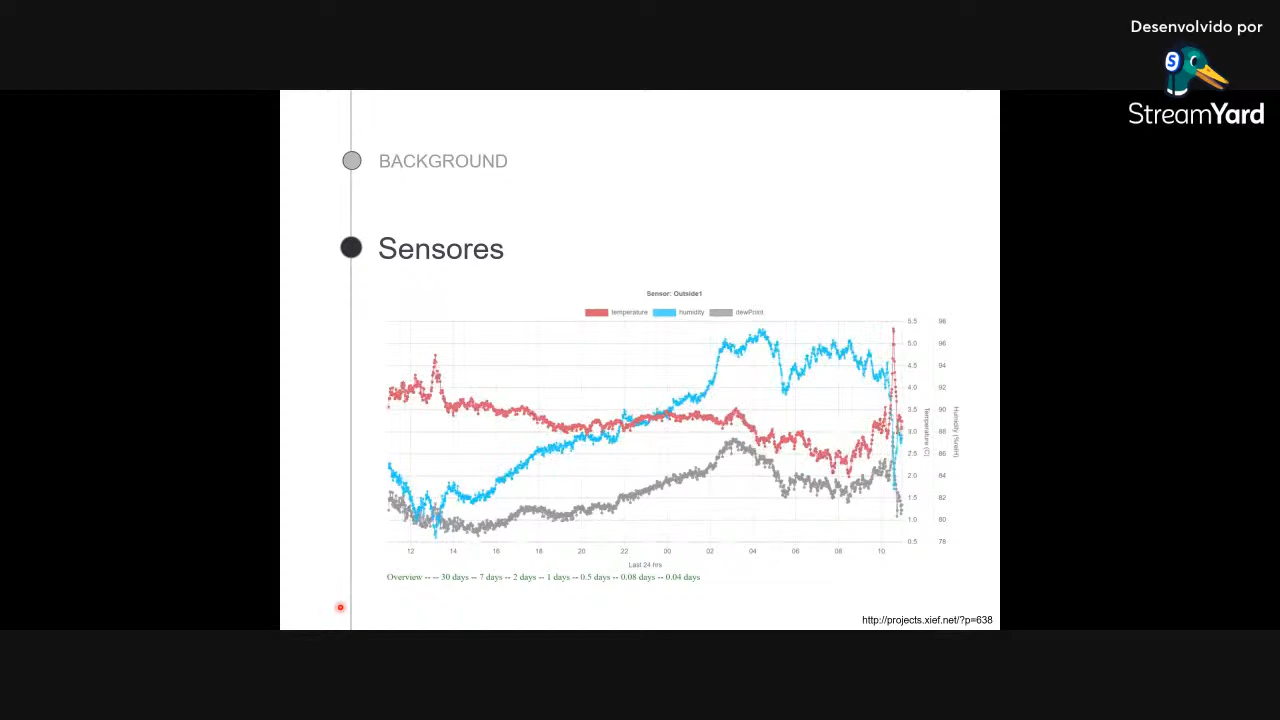 Desenvolvido por
StreamYard
BACKGROUND
Sensores
Sensor: Outside1
temperature humidity dewPoint
5.5 98
5.0 96
4.5 94
4.0 92
3.5 90
3.0 88
2.5 86
2.0 84
1.5 82
1.0 80
0.5 78
Temperature (C)
Humidity (%relH)
12 14 16 18 20 22 00 02 04 06 08 10
Last 24 hrs
Overview -- -- 30 days -- 7 days -- 2 days -- 1 days -- 0.5 days -- 0.08 days -- 0.04 days
http://projects.xief.net/?p=638